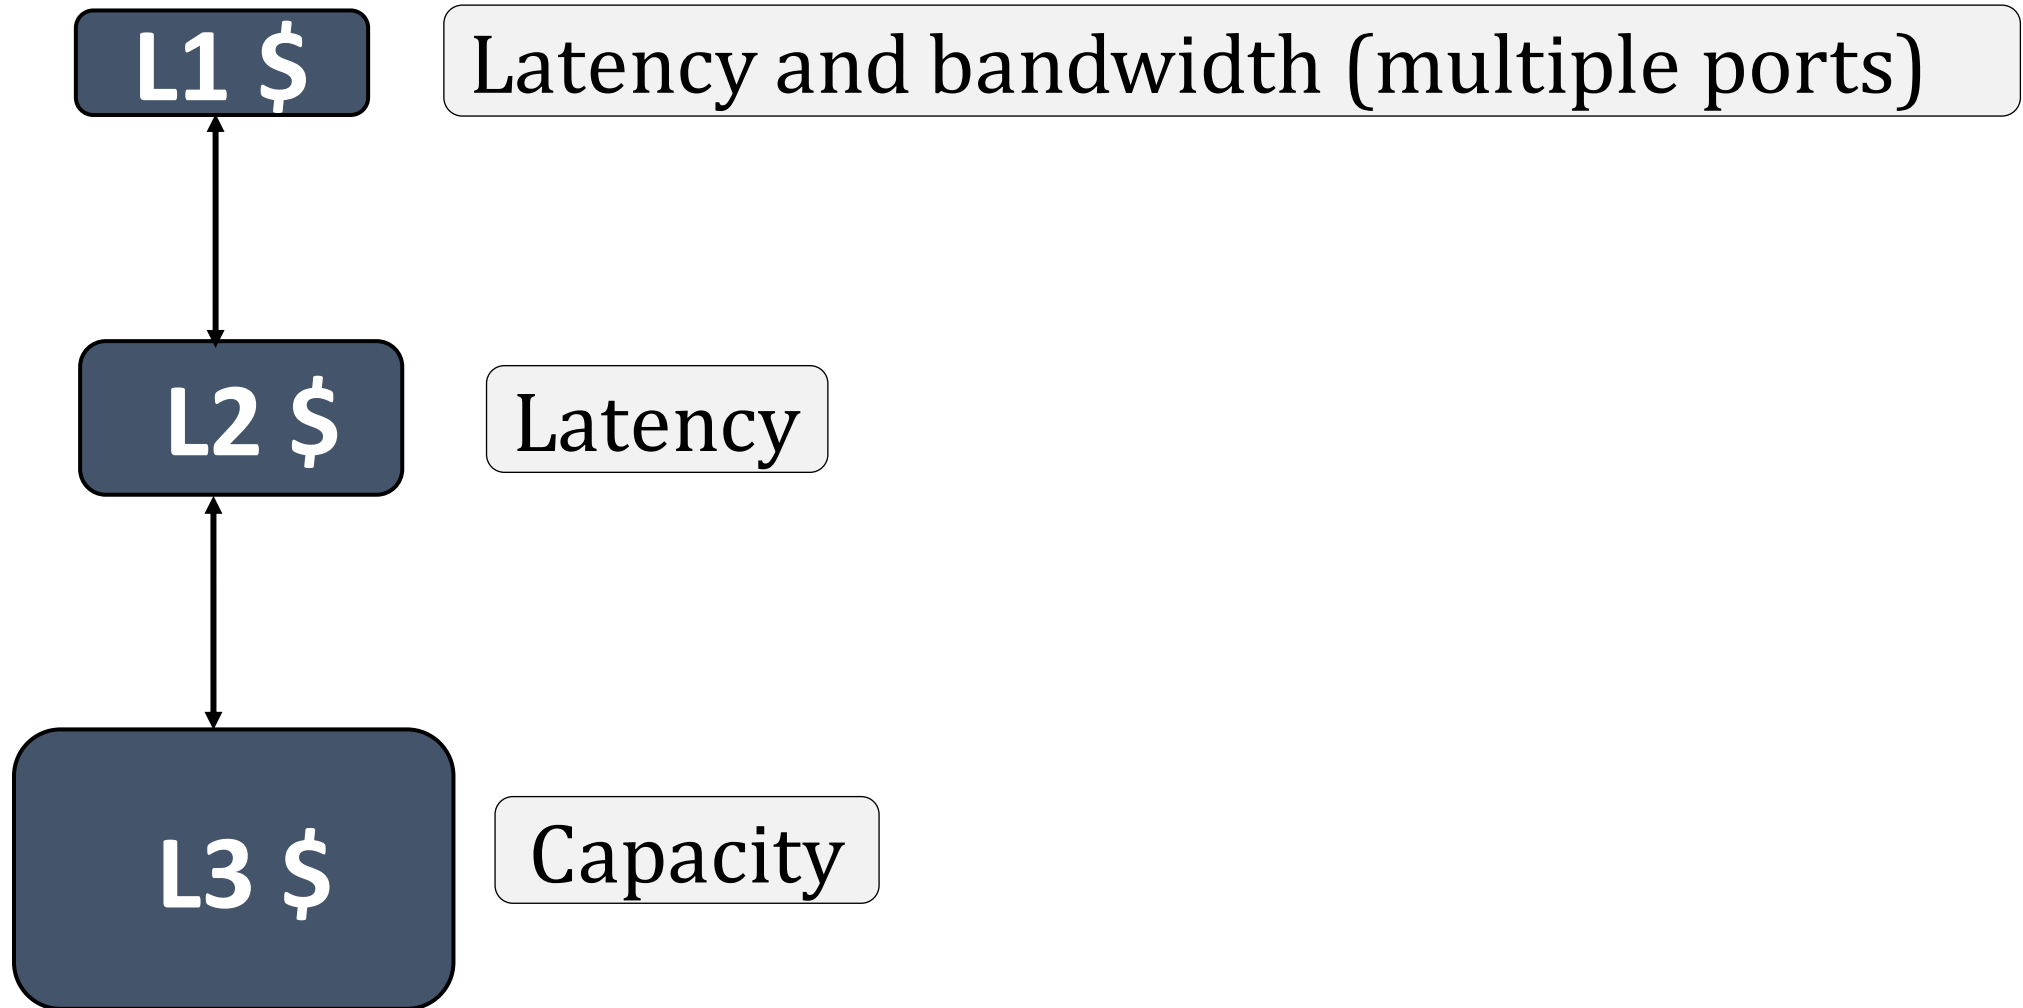 L1 $
Latency and bandwidth (multiple ports)
L2 $
Latency
L3 $
Capacity